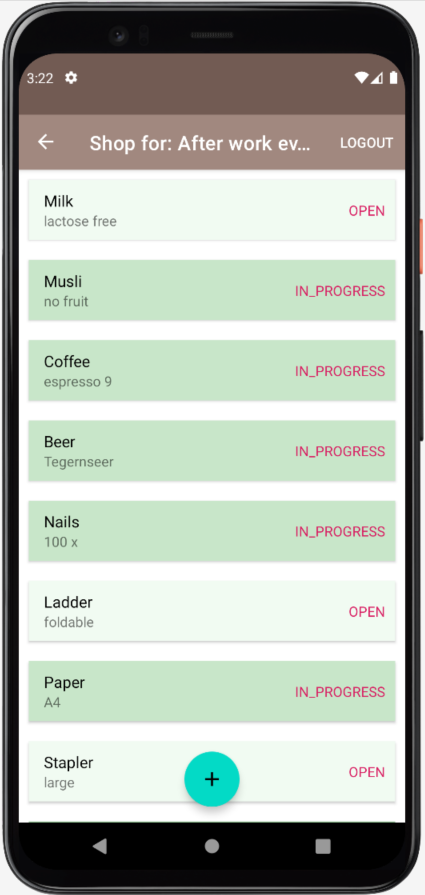 3:22
Shop for: After work ev...
LOGOUT
Milk
lactose free
OPEN
Musli
no fruit
IN_PROGRESS
Coffee
espresso 9
IN_PROGRESS
Beer
Tegernseer
IN_PROGRESS
Nails
100 x
IN_PROGRESS
Ladder
foldable
OPEN
Paper
A4
IN_PROGRESS
Stapler
large
OPEN
+